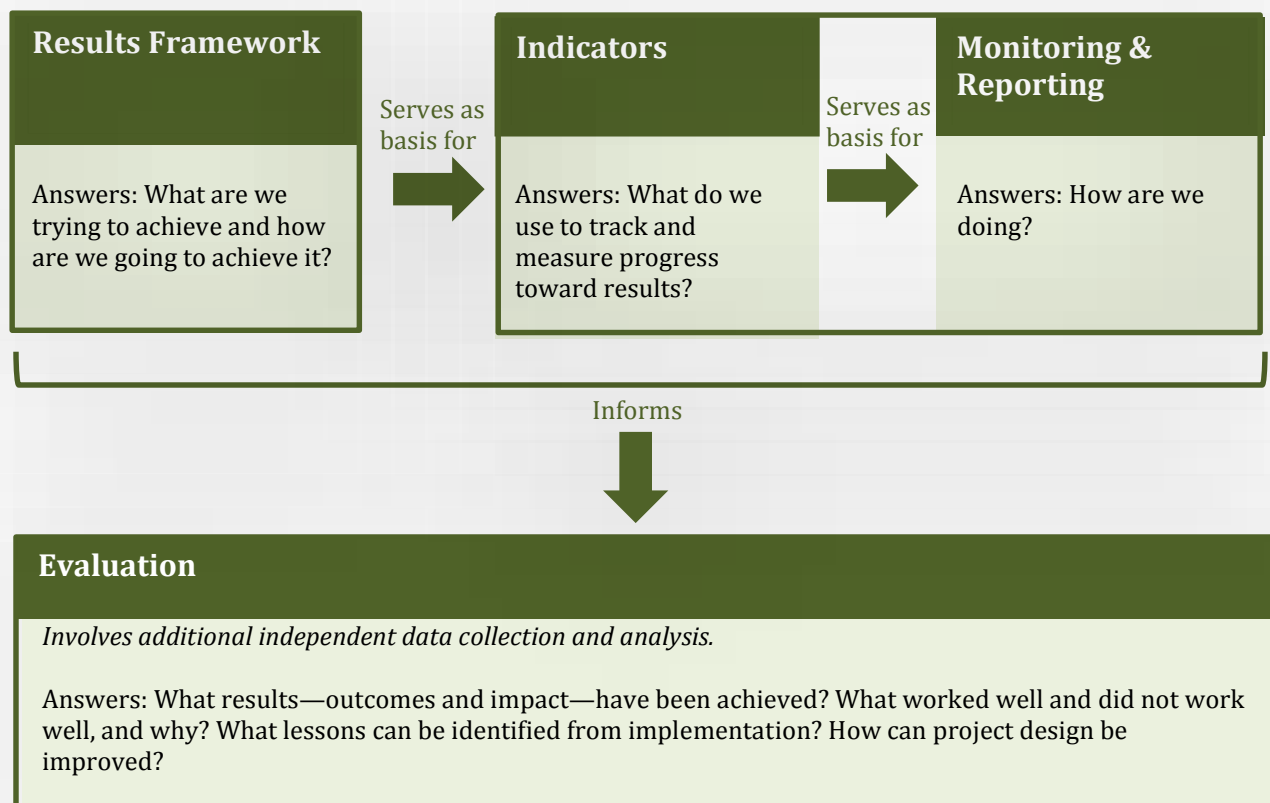 Results Framework
Answers: What are we
trying to achieve and how
are we going to achieve it?
Serves as
basis for
Indicators
Answers: What do we
use to track and
measure progress
toward results?
Serves as
basis for
Monitoring &
Reporting
Answers: How are we
doing?
Informs
Evaluation
Involves additional independent data collection and analysis.
Answers: What results—outcomes and impact—have been achieved? What worked well and did not work
well, and why? What lessons can be identified from implementation? How can project design be
improved?